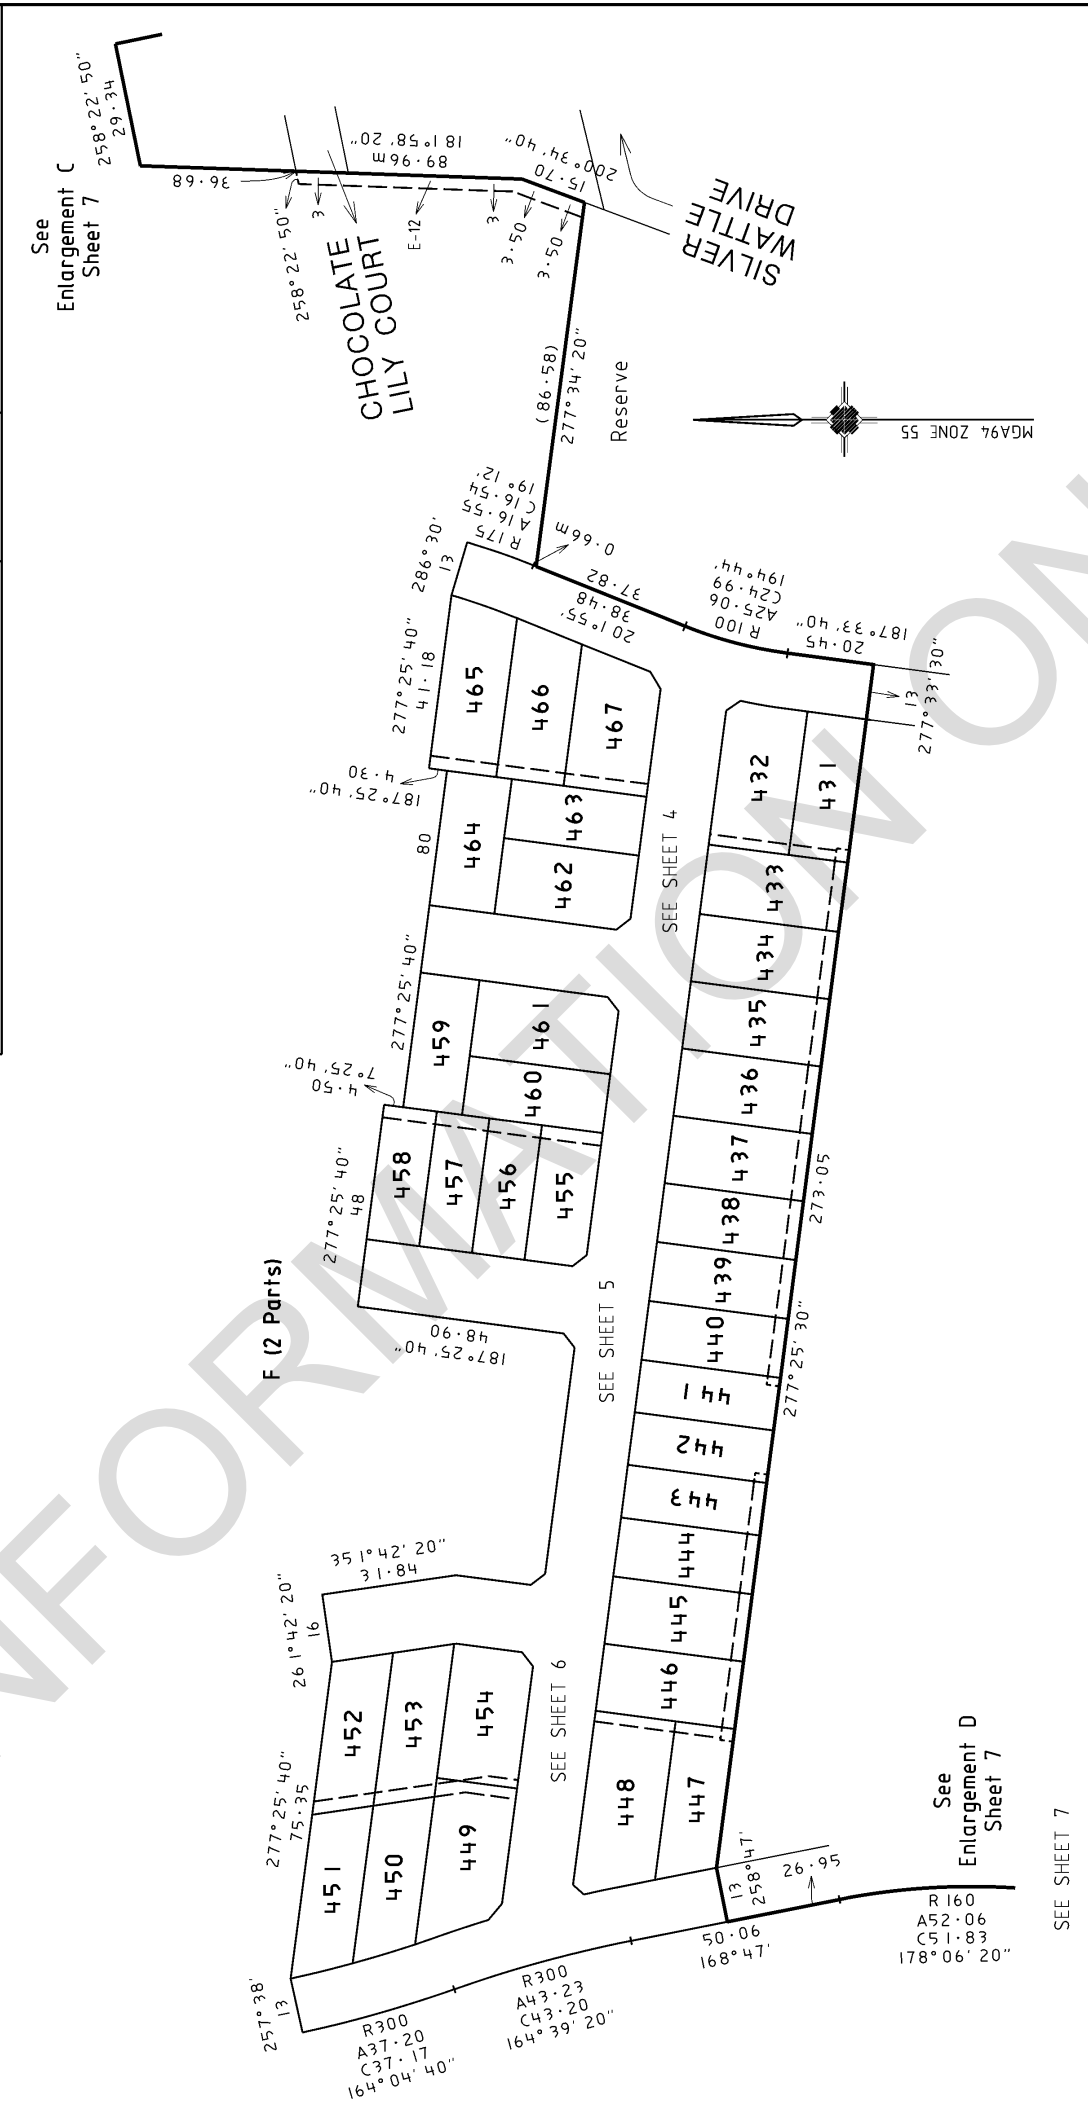 See
Enlargement C
Sheet 7
258° 22' 50"
29·34
36·68
89·96m
181°58' 20"
258° 22' 50"
3
E-12
3
3·50
3·50
15·70
200°34' 40"
CHOCOLATE
LILY COURT
SILVER
WATTLE
DRIVE
(86·58)
277°34' 20"
Reserve
MGA94 ZONE 55
R 175
A 16·55
C 16·54
19° 12'
0·66m
286°30'
13
37·82
38·48
201°55'
R 100
A25·06
C24·99
194°44'
20·45
187°33' 40"
13
277°33' 30"
277°25' 40"
41·18
465
466
467
187°25' 40"
4·30
80
464
463
462
SEE SHEET 4
432
431
433
434
435
436
437
438
439
440
441
442
443
444
445
446
447
448
277°25' 40"
459
461
460
7°25' 40"
4·50
458
457
456
455
277°25' 40"
48
F (2 Parts)
187°25' 40"
48·90
SEE SHEET 5
273·05
277°25' 30"
351°42' 20"
31·84
261°42' 20"
16
452
453
454
SEE SHEET 6
277°25' 40"
75·35
451
450
449
257°38'
13
R300
A37·20
C37·17
164°04' 40"
R300
A43·23
C43·20
164°39' 20"
50·06
168°47'
13
258°47'
26·95
R 160
A52·06
C51·83
178°06' 20"
See
Enlargement D
Sheet 7
SEE SHEET 7
NFORMATION ON